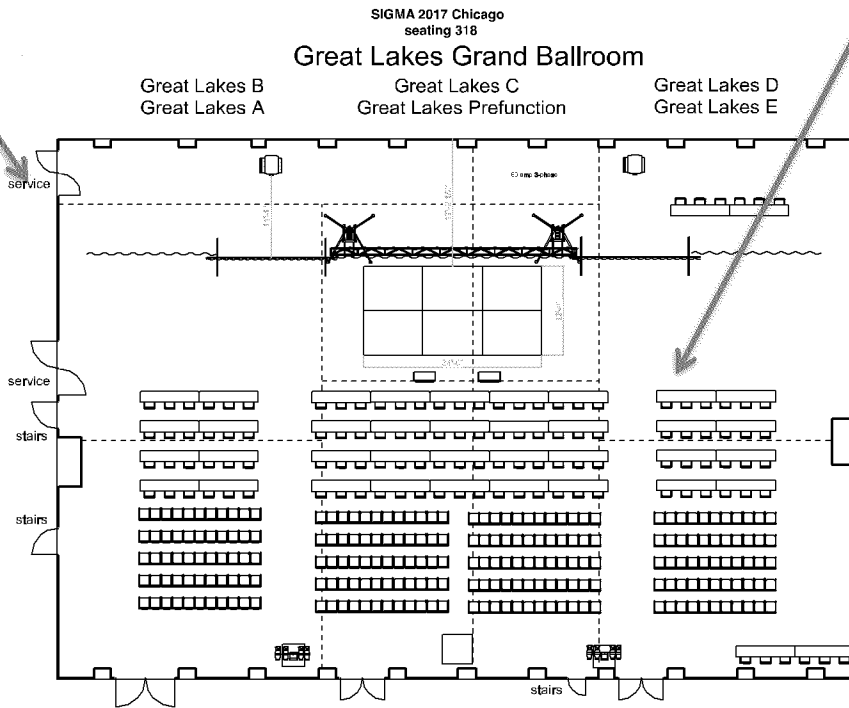 SIGMA 2017 Chicago
seating 318
Great Lakes Grand Ballroom
Great Lakes B
Great Lakes A
Great Lakes C
Great Lakes Prefunction
Great Lakes D
Great Lakes E
service
service
stairs
stairs
stairs